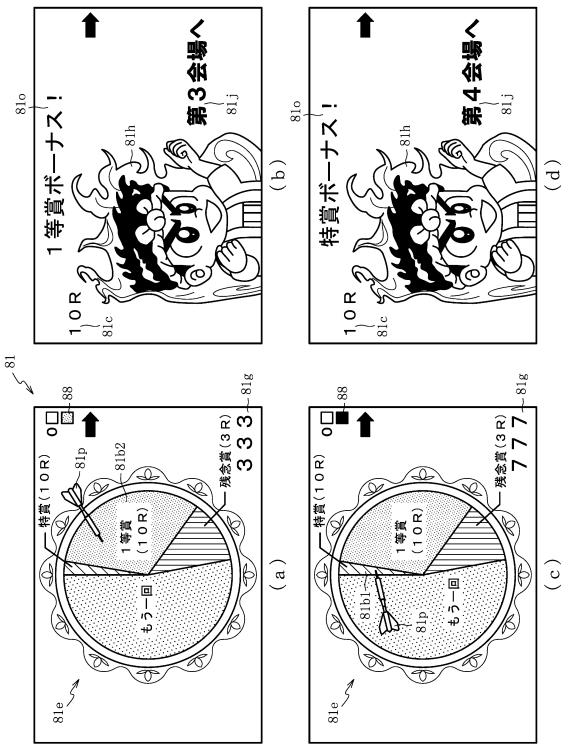 81
81e
特賞(10R)
0
88
81p
81b2
1等賞
(10R)
もう一回
残念賞(3R)
333
81g
(a)
81o
1等賞ボーナス!
10R
81c
81h
第3会場へ
81j
(b)
81e
特賞(10R)
0
88
1等賞
(10R)
81b1
81p
もう一回
残念賞(3R)
777
81g
(c)
81o
特賞ボーナス!
10R
81c
81h
第4会場へ
81j
(d)